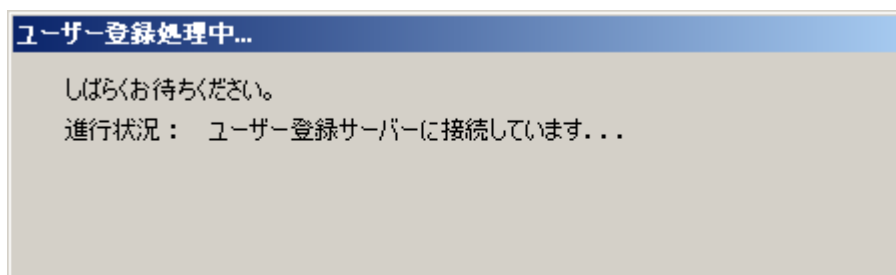 ユーザー登録処理中...
しばらくお待ちください。
進行状況： ユーザー登録サーバーに接続しています...